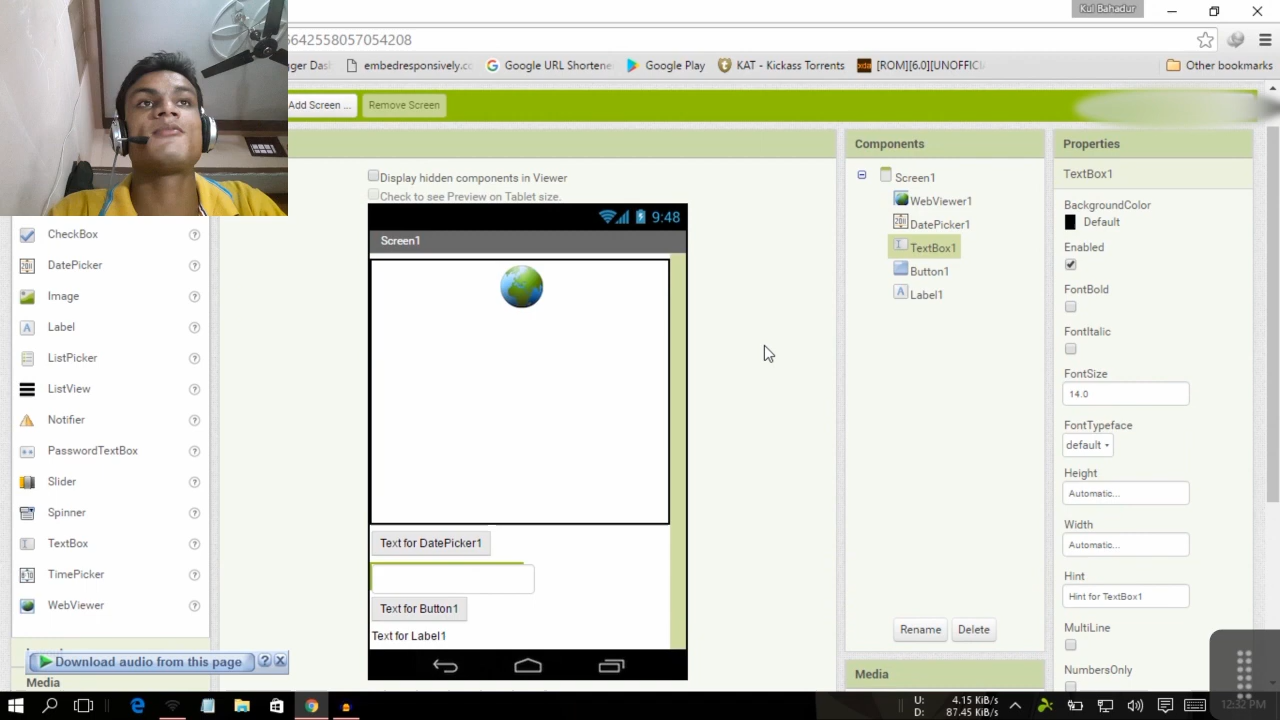 Kul Bahadur
5642558057054208
ger Das
embedresponsively.c
Google URL Shortene
Google Play
KAT - Kickass Torrents
[ROM][6.0][UNOFFICI
Other bookmarks
Add Screen ...
Remove Screen
Display hidden components in Viewer
Check to see Preview on Tablet size.
9:48
Screen1
Text for DatePicker1
Text for Button1
Text for Label1
CheckBox
DatePicker
Image
Label
ListPicker
ListView
Notifier
PasswordTextBox
Slider
Spinner
TextBox
TimePicker
WebViewer
Download audio from this page
Media
Components
Screen1
WebViewer1
DatePicker1
TextBox1
Button1
Label1
Rename
Delete
Media
Properties
TextBox1
BackgroundColor
Default
Enabled
FontBold
FontItalic
FontSize
14.0
FontTypeface
default
Height
Automatic...
Width
Automatic...
Hint
Hint for TextBox1
MultiLine
NumbersOnly
U: 4.15 KiB/s
D: 87.45 KiB/s
12:32 PM